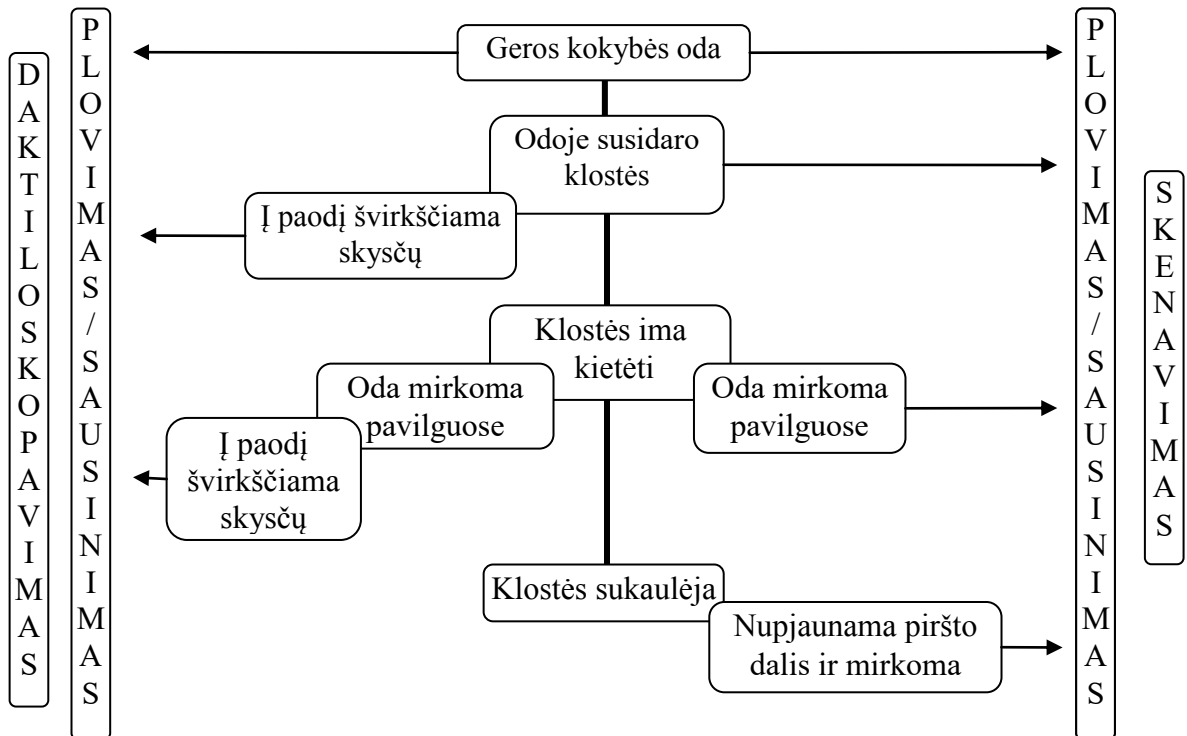 DAKTILOSKOPAVIMAS
PLOVIMAS/SAUSINIMAS
Geros kokybės oda
Odoje susidaro
klostės
Į paodį švirkščiama
skysčų
Klostės ima
kietėti
Oda mirkoma
pavilguose
Oda mirkoma
pavilguose
Į paodį
švirkščiama
skysčų
Klostės sukaulėja
Nupjaunama piršto
dalis ir mirkoma
PLOVIMAS/SAUSINIMAS
SKENAVIMAS